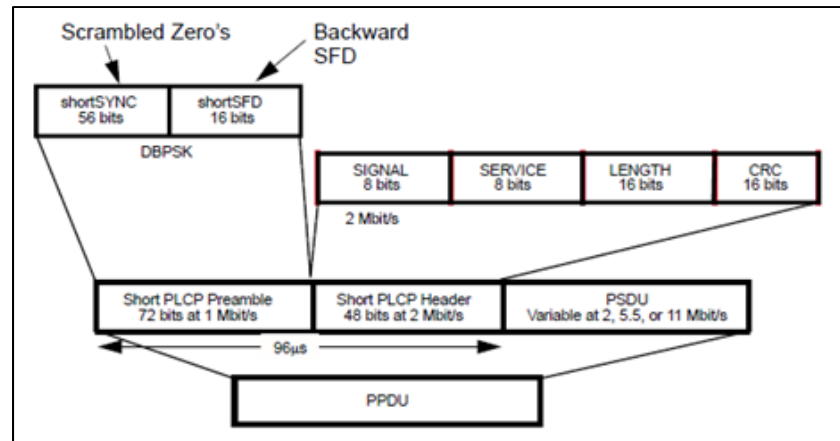 Scrambled Zero's
Backward
SFD
shortSYNC
56 bits
shortSFD
16 bits
DBPSK
SIGNAL
8 bits
SERVICE
8 bits
LENGTH
16 bits
CRC
16 bits
2 Mbit/s
Short PLCP Preamble
72 bits at 1 Mbit/s
Short PLCP Header
48 bits at 2 Mbit/s
PSDU
Variable at 2, 5.5, or 11 Mbit/s
96µs
PPDU